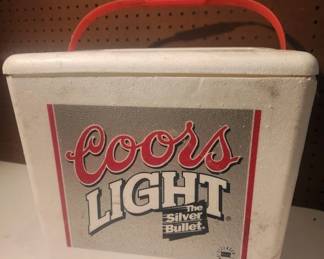 Coors
LIGHT®
The
Silver
Bullet.